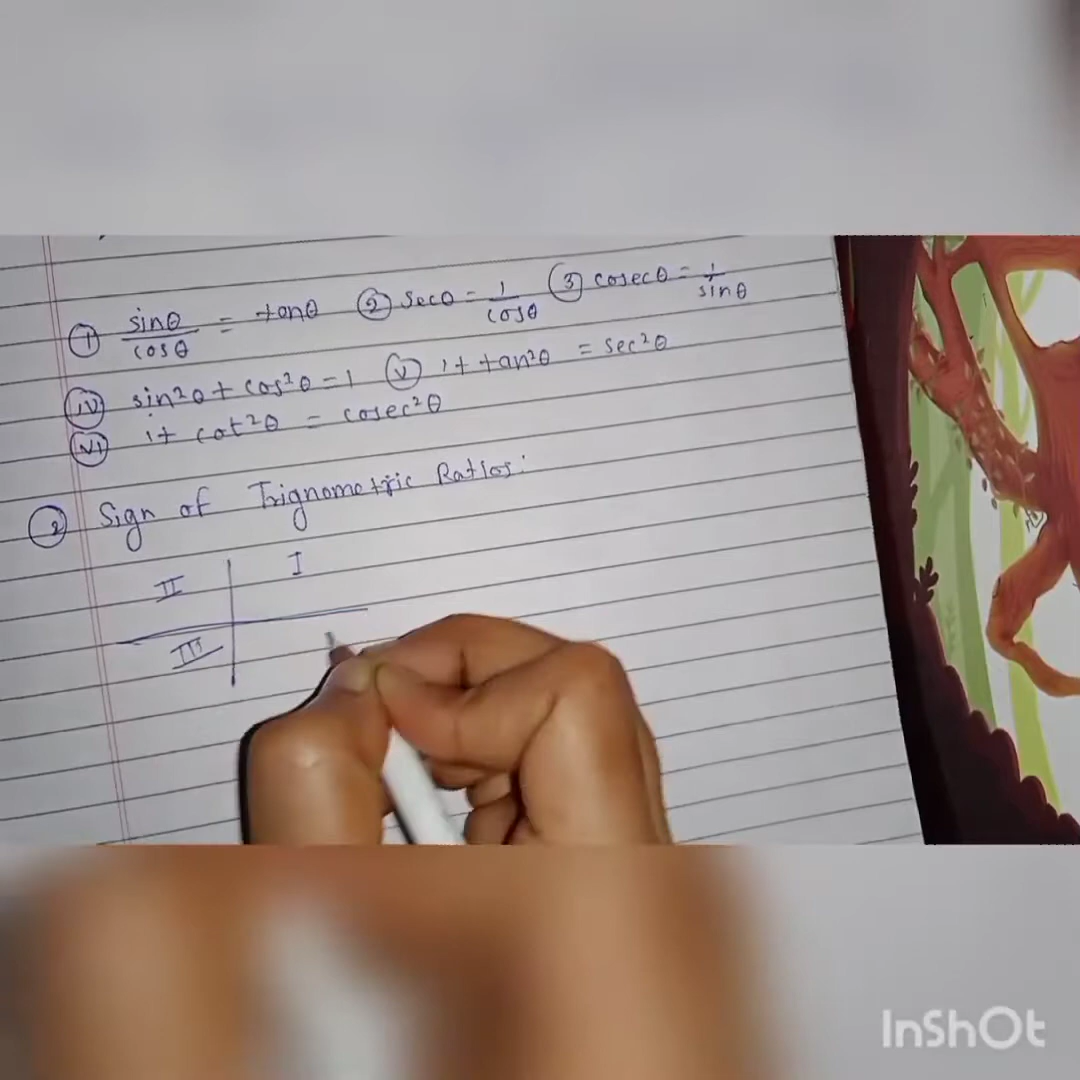 ① sinθ/cosθ = tanθ ② secθ = 1/cosθ ③ cosecθ = 1/sinθ
ⓘⓥ sin²θ + cos²θ = 1 Ⓥ 1 + tan²θ = sec²θ
ⓥⓘ 1 + cot²θ = cosec²θ
② Sign of Trignometric Ratios:
II I
III
InShOt